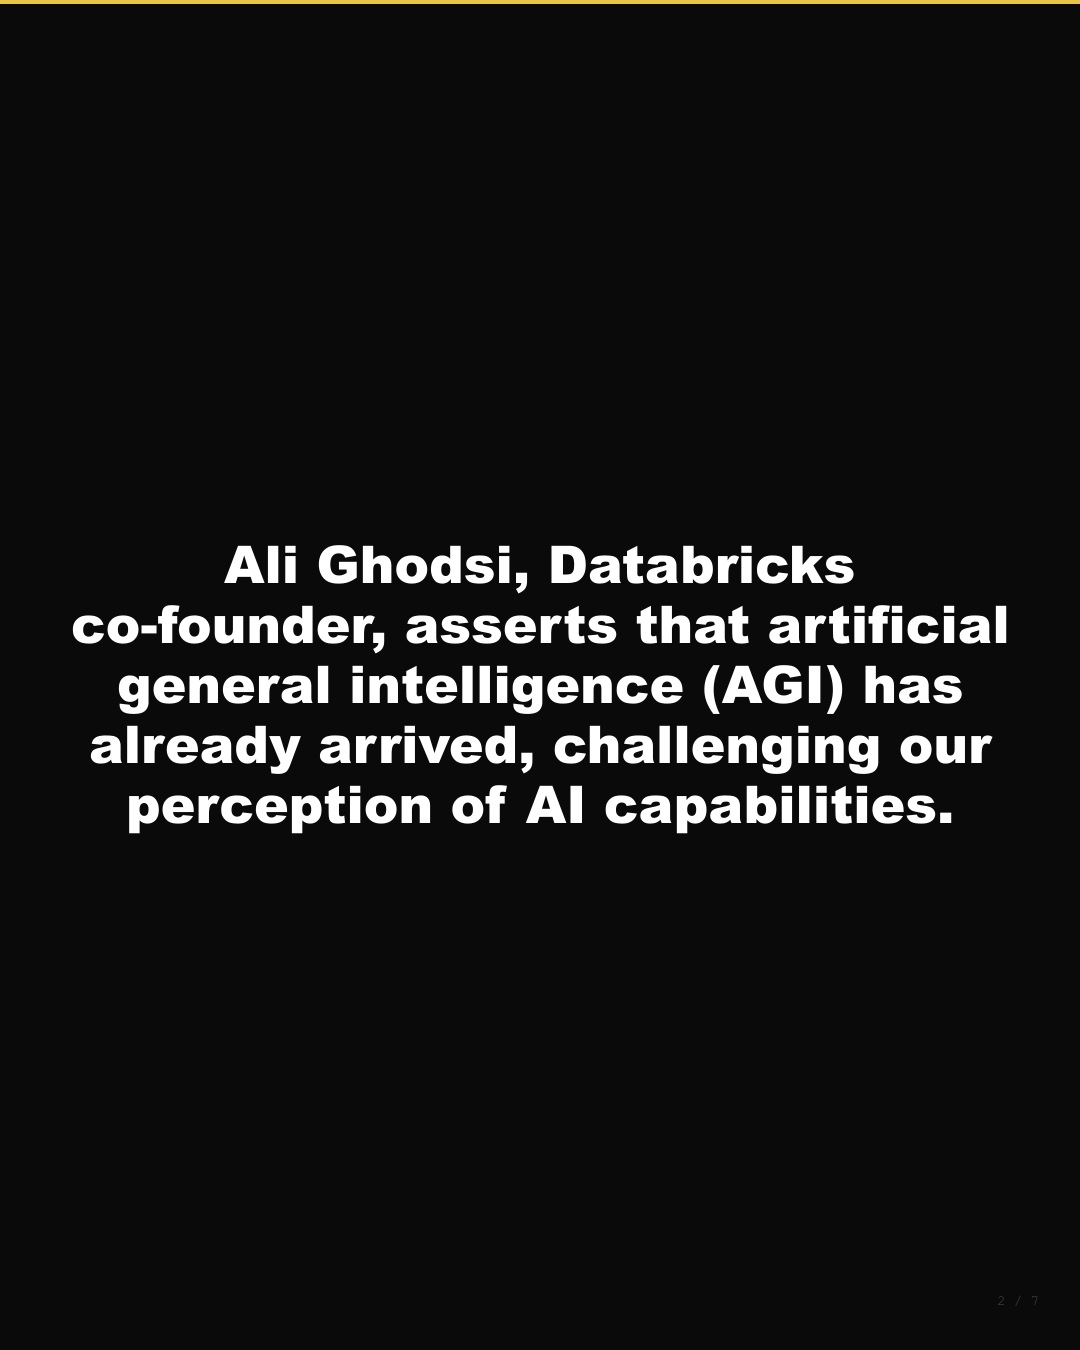 Ali Ghodsi, Databricks
co-founder, asserts that artificial
general intelligence (AGI) has
already arrived, challenging our
perception of AI capabilities.
2 / 7